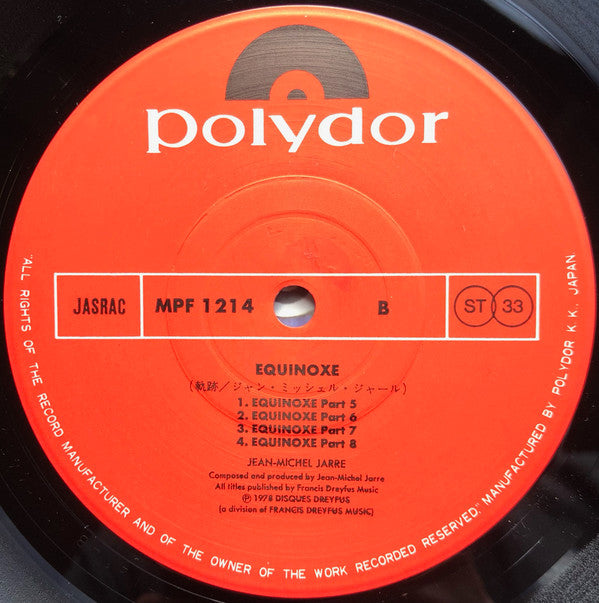 polydor
JASRAC MPF 1214 B ST 33
EQUINOXE
(軌跡／ジャン・ミッシェル・ジャール)
1. EQUINOXE Part 5
2. EQUINOXE Part 6
3. EQUINOXE Part 7
4. EQUINOXE Part 8
JEAN-MICHEL JARRE
Composed and produced by Jean-Michel Jarre
All titles published by Francis Dreyfus Music
Ⓟ 1978 DISQUES DREYFUS
(a division of FRANCIS DREYFUS MUSIC)
"ALL RIGHTS OF THE RECORD MANUFACTURER AND OF THE OWNER OF THE WORK RECORDED RESERVED." MANUFACTURED BY POLYDOR K.K. JAPAN